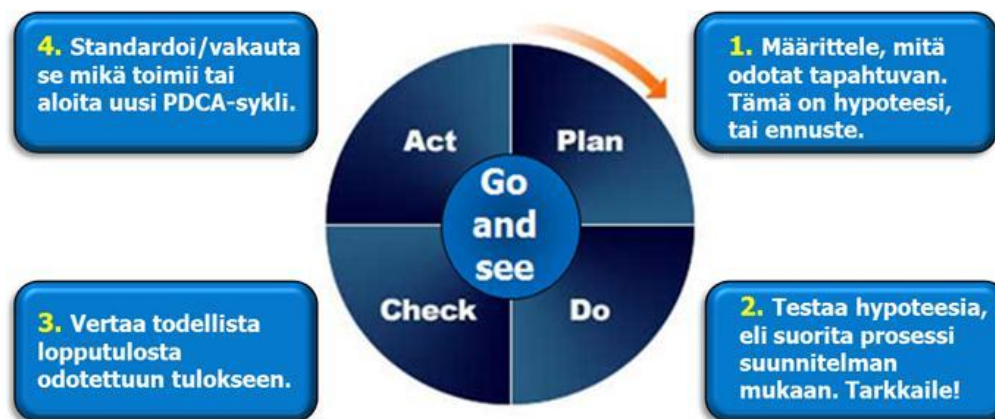 4. Standardoi/vakauta
se mikä toimii tai
aloita uusi PDCA-sykli.
1. Määrittele, mitä
odotat tapahtuvan.
Tämä on hypoteesi,
tai ennuste.
Act
Plan
Go
and
see
Check
Do
3. Vertaa todellista
lopputulosta
odotettuun tulokseen.
2. Testaa hypoteesia,
eli suorita prosessi
suunnitelman
mukaan. Tarkkaile!